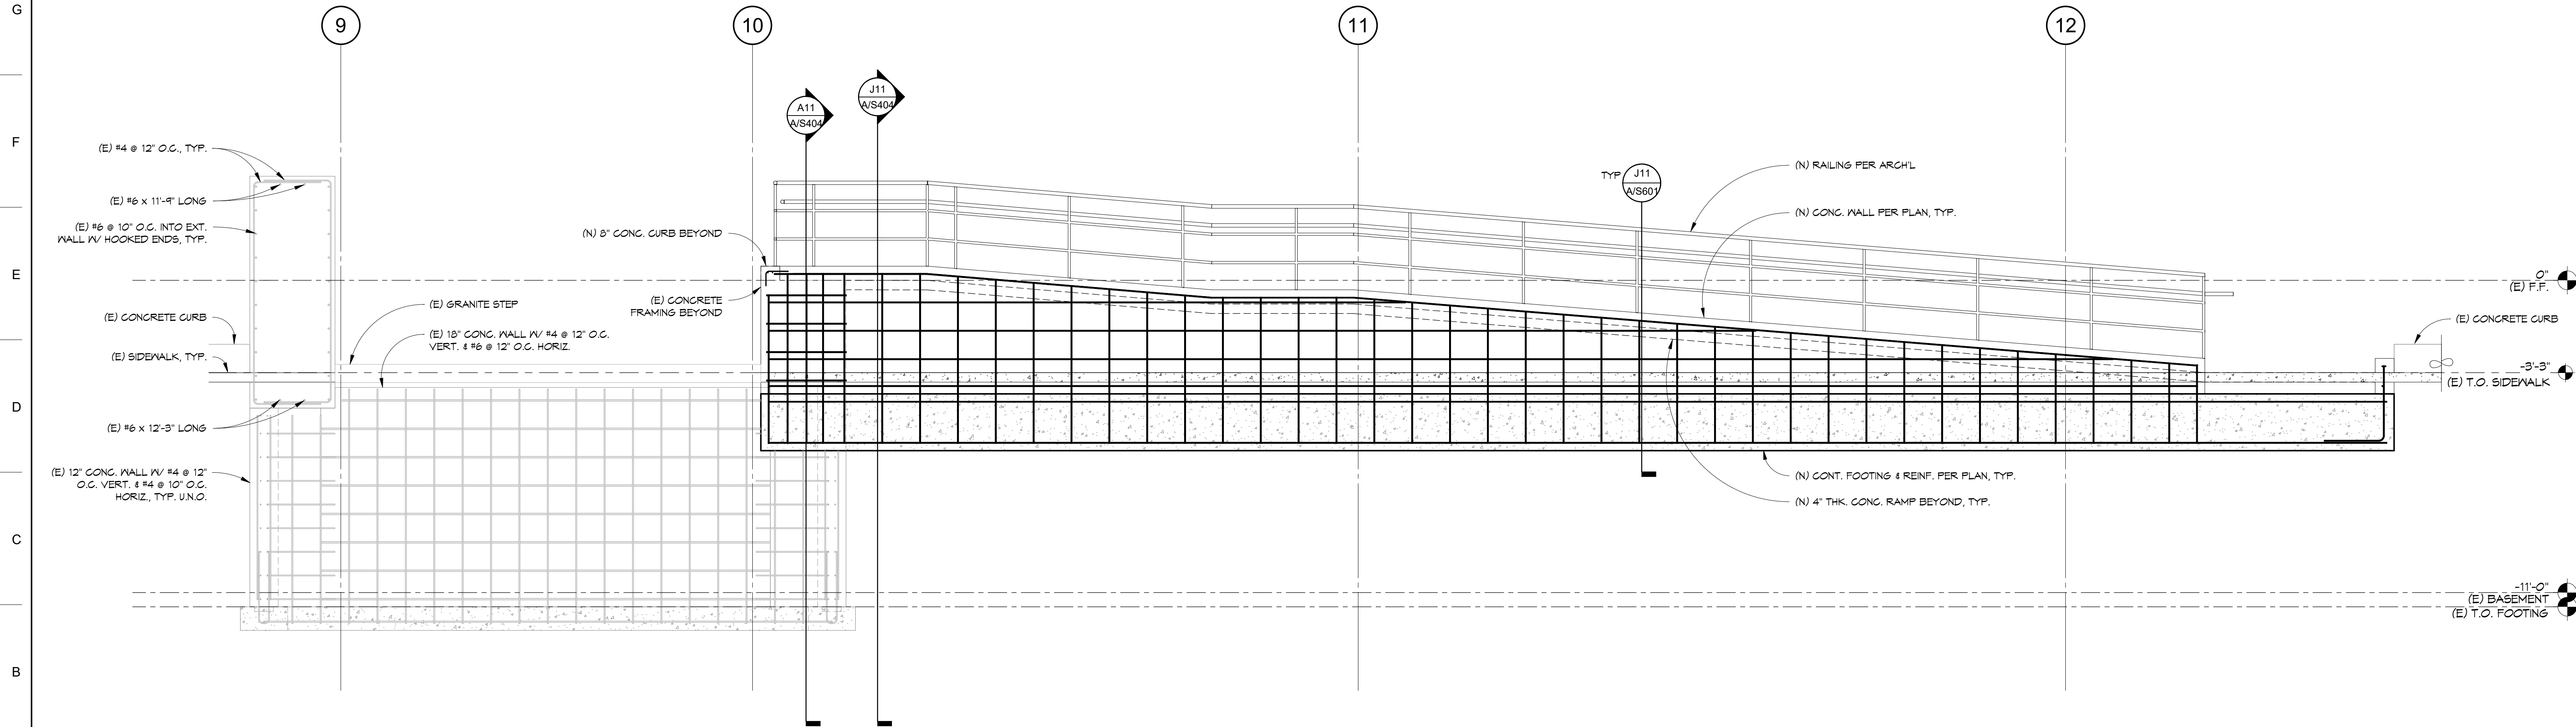 G
9
10
11
12
J11
A/S404
A11
A/S404
F
(E) #4 @ 12" O.C., TYP.
(N) RAILING PER ARCH'L
TYP
J11
A/S601
(E) #6 x 11'-9" LONG
(N) CONC. WALL PER PLAN, TYP.
(E) #6 @ 10" O.C. INTO EXT.
WALL W/ HOOKED ENDS, TYP.
(N) 8" CONC. CURB BEYOND
E
0"
(E) F.F.
(E) GRANITE STEP
(E) CONCRETE
FRAMING BEYOND
(E) CONCRETE CURB
(E) CONCRETE CURB
(E) 18" CONC. WALL W/ #4 @ 12" O.C.
VERT. & #6 @ 12" O.C. HORIZ.
(E) SIDEWALK, TYP.
-3'-3"
(E) T.O. SIDEWALK
D
(E) #6 x 12'-3" LONG
(E) 12" CONC. WALL W/ #4 @ 12"
O.C. VERT. & #4 @ 10" O.C.
HORIZ., TYP. U.N.O.
(N) CONT. FOOTING & REINF. PER PLAN, TYP.
(N) 4" THK. CONC. RAMP BEYOND, TYP.
C
-11'-0"
(E) BASEMENT
(E) T.O. FOOTING
B